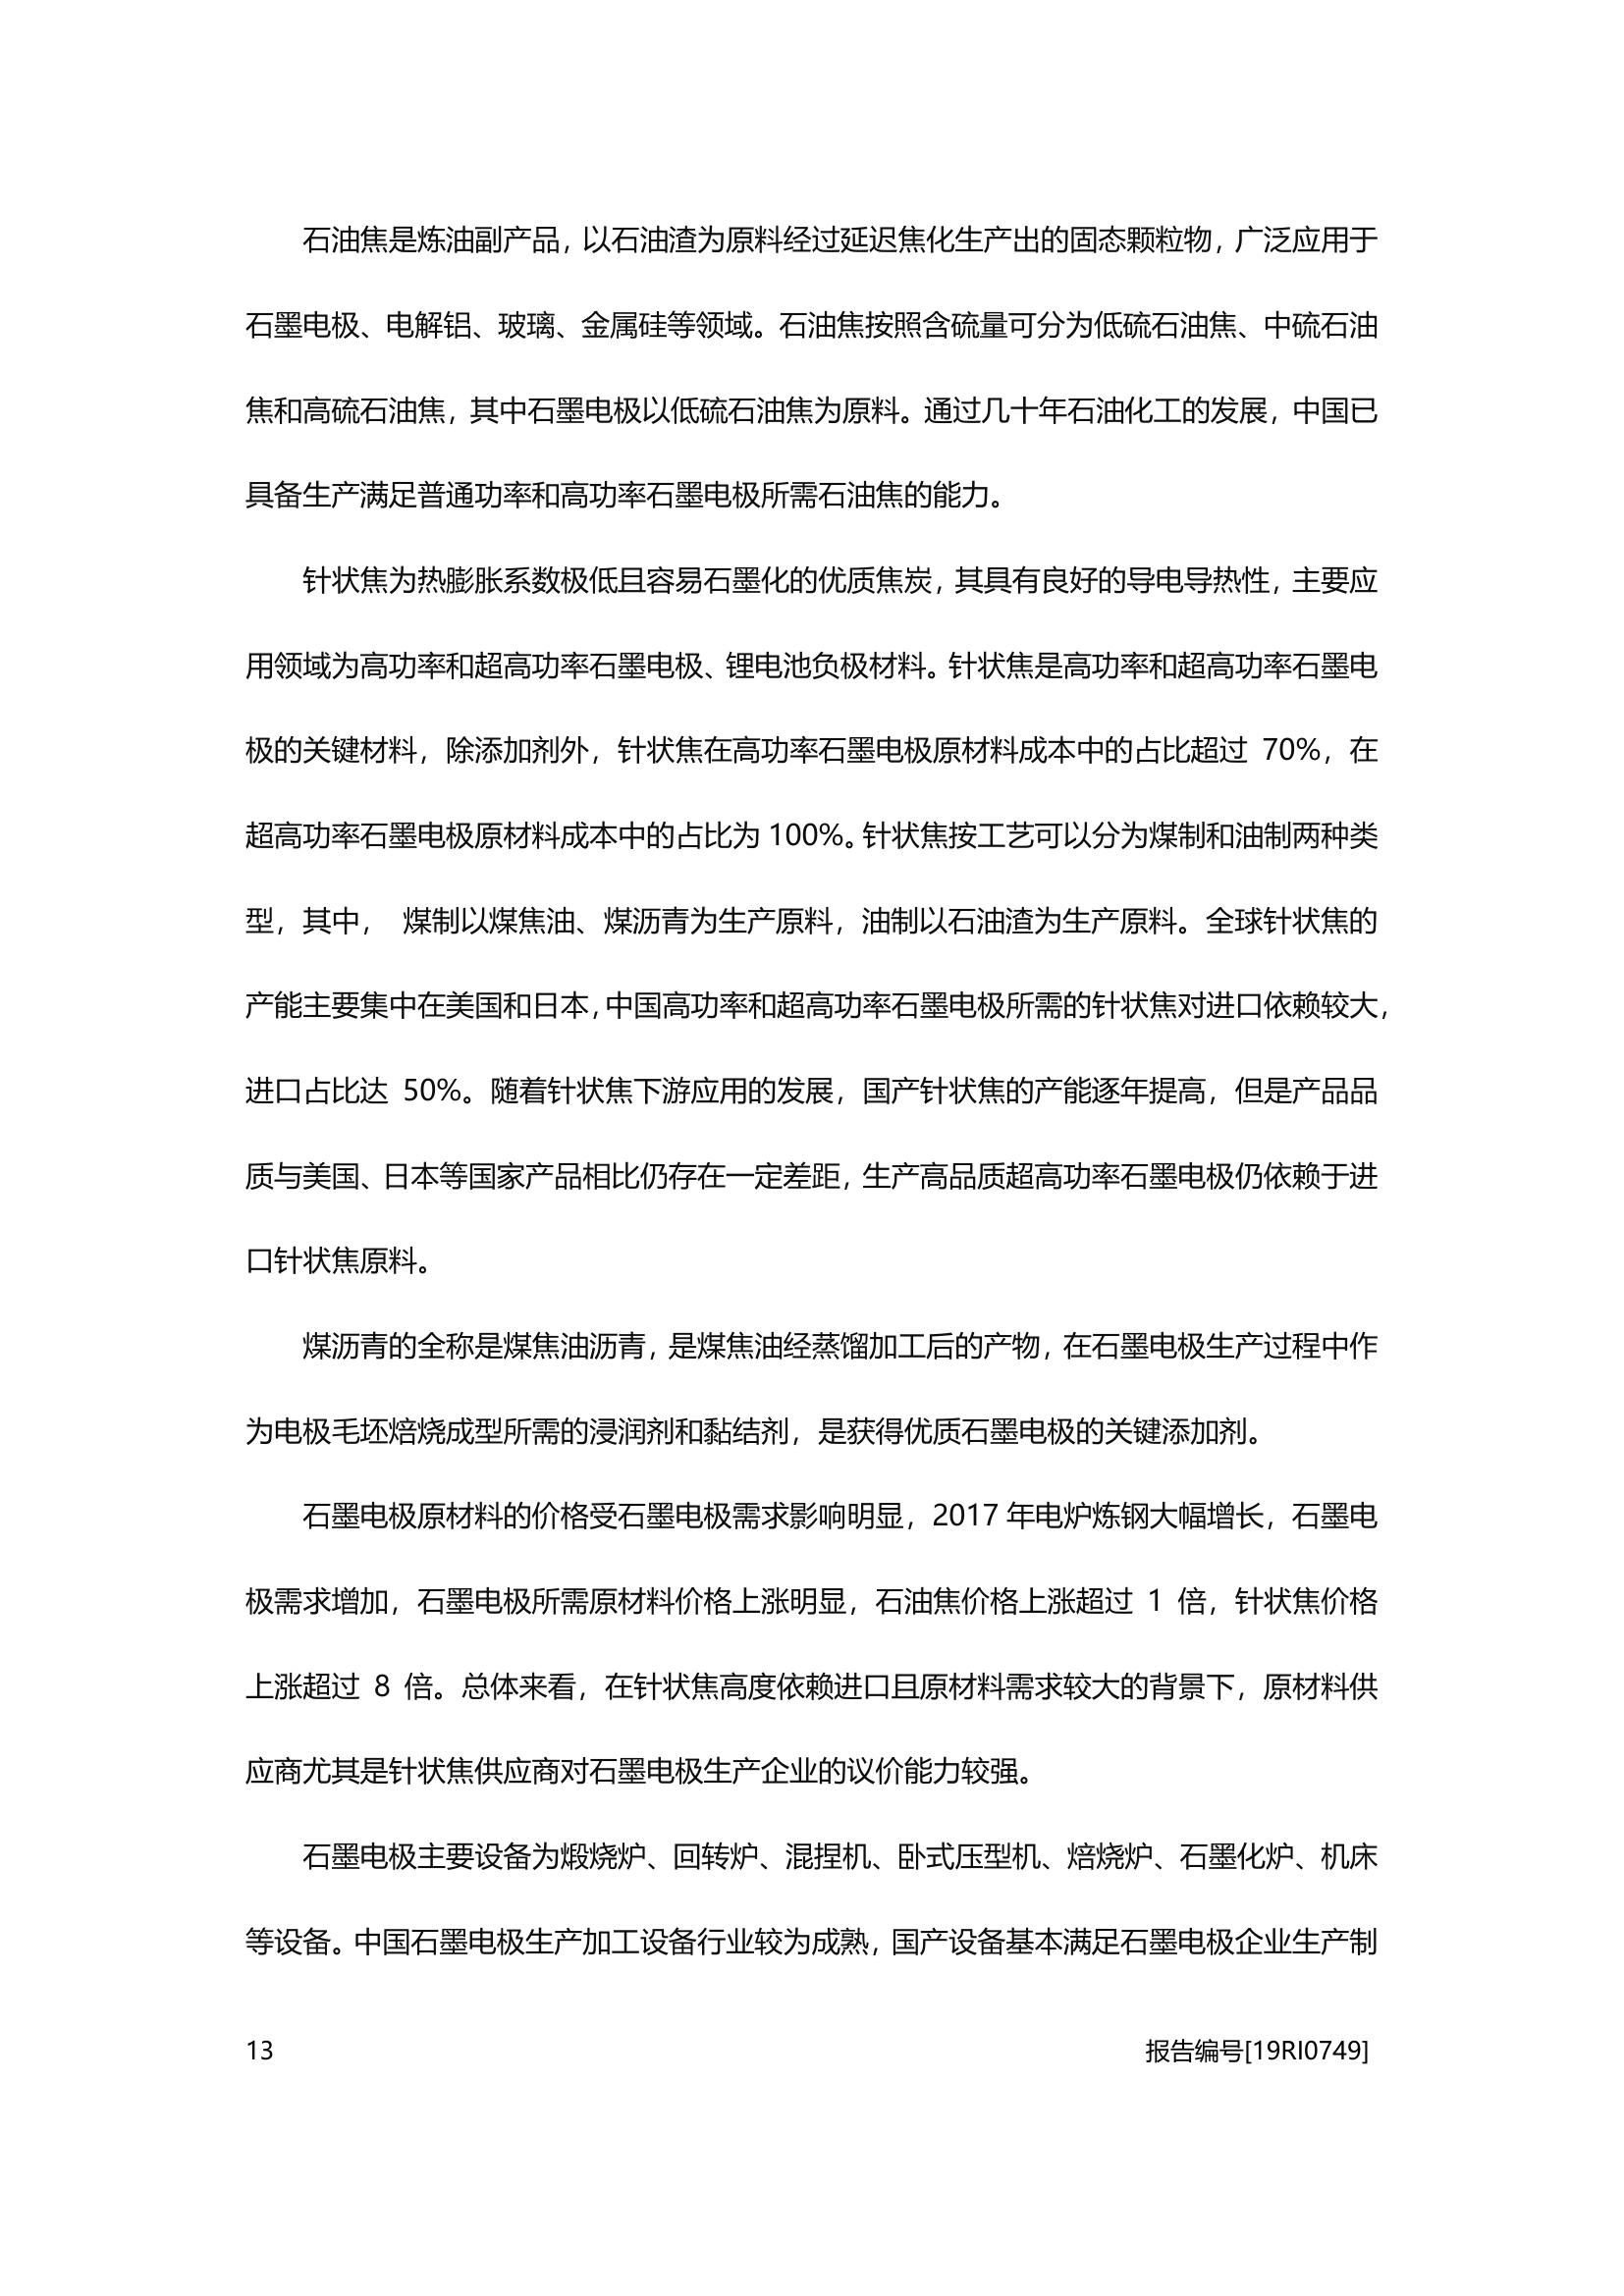 石油焦是炼油副产品，以石油渣为原料经过延迟焦化生产出的固态颗粒物，广泛应用于
石墨电极、电解铝、玻璃、金属硅等领域。石油焦按照含硫量可分为低硫石油焦、中硫石油
焦和高硫石油焦，其中石墨电极以低硫石油焦为原料。通过几十年石油化工的发展，中国已
具备生产满足普通功率和高功率石墨电极所需石油焦的能力。
针状焦为热膨胀系数极低且容易石墨化的优质焦炭，其具有良好的导电导热性，主要应
用领域为高功率和超高功率石墨电极、锂电池负极材料。针状焦是高功率和超高功率石墨电
极的关键材料，除添加剂外，针状焦在高功率石墨电极原材料成本中的占比超过 70%，在
超高功率石墨电极原材料成本中的占比为 100%。针状焦按工艺可以分为煤制和油制两种类
型，其中， 煤制以煤焦油、煤沥青为生产原料，油制以石油渣为生产原料。全球针状焦的
产能主要集中在美国和日本，中国高功率和超高功率石墨电极所需的针状焦对进口依赖较大，
进口占比达 50%。随着针状焦下游应用的发展，国产针状焦的产能逐年提高，但是产品品
质与美国、日本等国家产品相比仍存在一定差距，生产高品质超高功率石墨电极仍依赖于进
口针状焦原料。
煤沥青的全称是煤焦油沥青，是煤焦油经蒸馏加工后的产物，在石墨电极生产过程中作
为电极毛坯焙烧成型所需的浸润剂和黏结剂，是获得优质石墨电极的关键添加剂。
石墨电极原材料的价格受石墨电极需求影响明显，2017 年电炉炼钢大幅增长，石墨电
极需求增加，石墨电极所需原材料价格上涨明显，石油焦价格上涨超过 1 倍，针状焦价格
上涨超过 8 倍。总体来看，在针状焦高度依赖进口且原材料需求较大的背景下，原材料供
应商尤其是针状焦供应商对石墨电极生产企业的议价能力较强。
石墨电极主要设备为煅烧炉、回转炉、混捏机、卧式压型机、焙烧炉、石墨化炉、机床
等设备。中国石墨电极生产加工设备行业较为成熟，国产设备基本满足石墨电极企业生产制
13
报告编号[19RI0749]